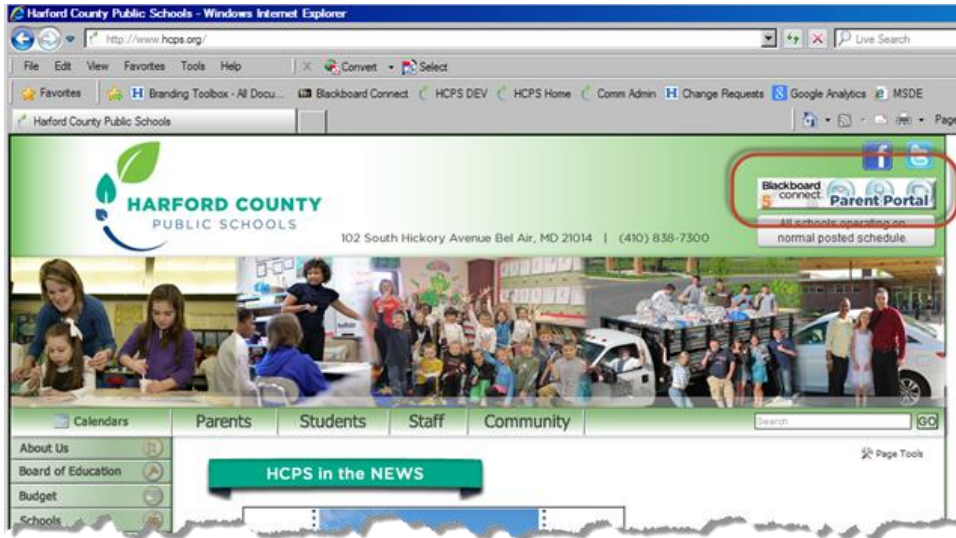 Harford County Public Schools - Windows Internet Explorer
http://www.hcps.org/
Live Search
File Edit View Favorites Tools Help Convert Select
Favorites Branding Toolbox - All Docu... Blackboard Connect HCPS DEV HCPS Home Comm Admin Change Requests Google Analytics MSDE
Harford County Public Schools
Page
HARFORD COUNTY
PUBLIC SCHOOLS
102 South Hickory Avenue Bel Air, MD 21014 | (410) 838-7300
Blackboard
connect
5
Parent Portal
All schools operating on
normal posted schedule.
Calendars Parents Students Staff Community Search GO
About Us
Page Tools
Board of Education
HCPS in the NEWS
Budget
Schools